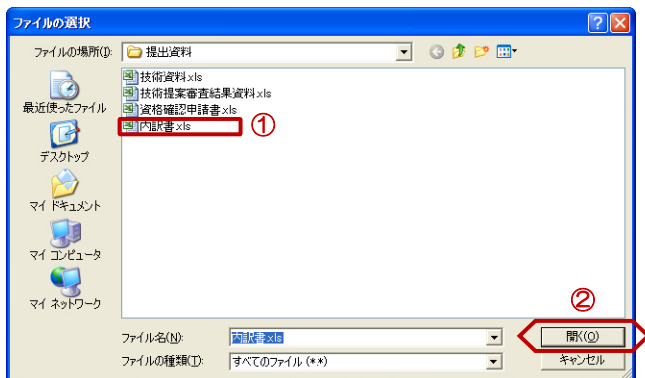 ファイルの選択
ファイルの場所(I):
提出資料
技術資料.xls
技術提案審査結果資料.xls
資格確認申請書.xls
内訳書.xls
①
最近使ったファイル
デスクトップ
マイ ドキュメント
マイ コンピュータ
マイ ネットワーク
②
ファイル名(N):
内訳書.xls
開く(O)
ファイルの種類(T):
すべてのファイル (*.*)
キャンセル